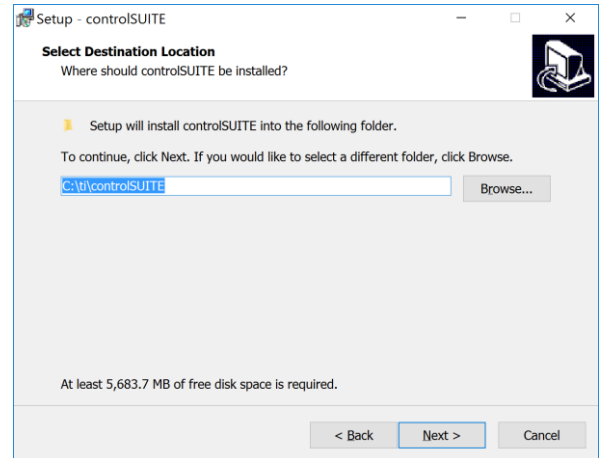 Setup - controlSUITE
Select Destination Location
Where should controlSUITE be installed?
Setup will install controlSUITE into the following folder.
To continue, click Next. If you would like to select a different folder, click Browse.
C:\ti\controlSUITE
Browse...
At least 5,683.7 MB of free disk space is required.
< Back
Next >
Cancel